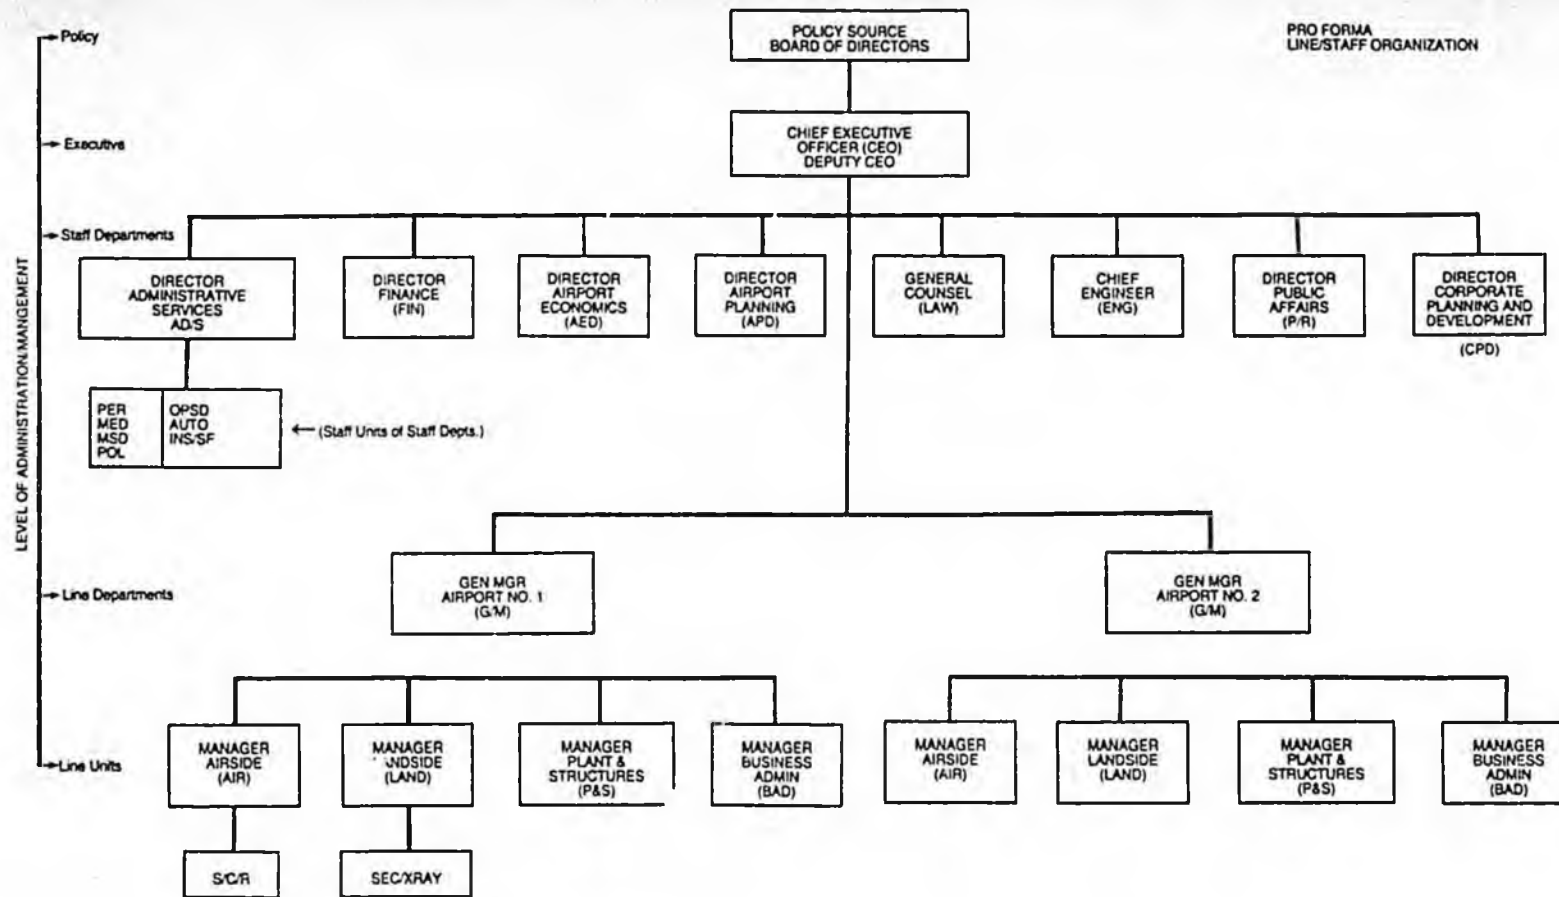 Policy
POLICY SOURCE
BOARD OF DIRECTORS
PRO FORMA
LINE/STAFF ORGANIZATION
Executive
CHIEF EXECUTIVE
OFFICER (CEO)
DEPUTY CEO
LEVEL OF ADMINISTRATION/MANGEMENT
Staff Departments
DIRECTOR
ADMINISTRATIVE
SERVICES
AD/S
DIRECTOR
FINANCE
(FIN)
DIRECTOR
AIRPORT
ECONOMICS
(AED)
DIRECTOR
AIRPORT
PLANNING
(APD)
GENERAL
COUNSEL
(LAW)
CHIEF
ENGINEER
(ENG)
DIRECTOR
PUBLIC
AFFAIRS
(P/R)
DIRECTOR
CORPORATE
PLANNING AND
DEVELOPMENT
(CPD)
PER
MED
MSD
POL
OPSD
AUTO
INS/SF
(Staff Units of Staff Depts.)
Line Departments
GEN MGR
AIRPORT NO. 1
(G/M)
GEN MGR
AIRPORT NO. 2
(G/M)
Line Units
MANAGER
AIRSIDE
(AIR)
MANAGER
NDSIDE
(LAND)
MANAGER
PLANT &
STRUCTURES
(P&S)
MANAGER
BUSINESS
ADMIN
(BAD)
MANAGER
AIRSIDE
(AIR)
MANAGER
LANDSIDE
(LAND)
MANAGER
PLANT &
STRUCTURES
(P&S)
MANAGER
BUSINESS
ADMIN
(BAD)
S/C/R
SEC/XRAY